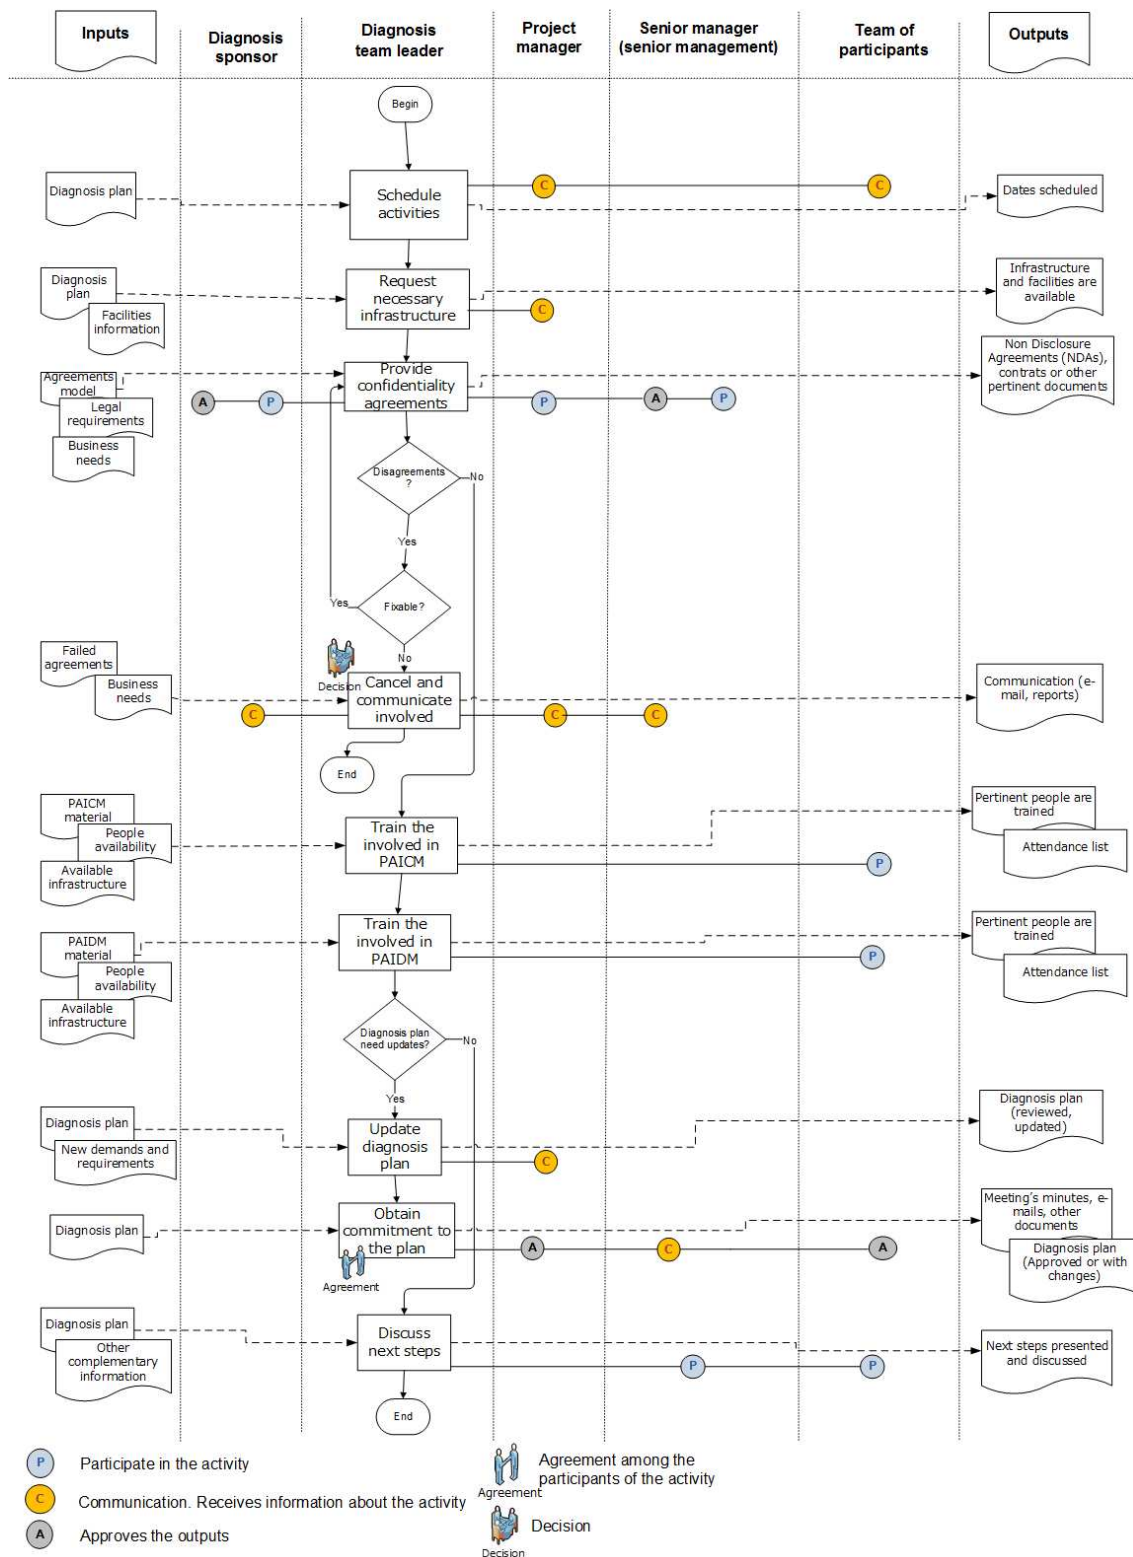 Inputs
Diagnosis
sponsor
Diagnosis
team leader
Project
manager
Senior manager
(senior management)
Team of
participants
Outputs
Begin
Diagnosis plan
Schedule
activities
C
C
Dates scheduled
Diagnosis
plan
Facilities
information
Request
necessary
infrastructure
C
Infrastructure
and facilities are
available
Agreements
model
Legal
requirements
Business
needs
A
P
Provide
confidentiality
agreements
P
A
P
Non Disclosure
Agreements (NDAs),
contrats or other
pertinent documents
Disagreements
?
No
Yes
Fixable?
Yes
No
Failed
agreements
Business
needs
Decision
Cancel and
communicate
involved
C
C
C
Communication (e-
mail, reports)
End
PAICM
material
People
availability
Available
infrastructure
Train the
involved in
PAICM
P
Pertinent people are
trained
Attendance list
PAIDM
material
People
availability
Available
infrastructure
Train the
involved in
PAIDM
P
Pertinent people are
trained
Attendance list
Diagnosis plan
need updates?
No
Yes
Diagnosis plan
New demands and
requirements
Update
diagnosis
plan
C
Diagnosis plan
(reviewed,
updated)
Diagnosis plan
Obtain
commitment to
the plan
Agreement
A
C
A
Meeting's minutes, e-
mails, other
documents
Diagnosis plan
(Approved or with
changes)
Diagnosis plan
Other
complementary
information
Discuss
next steps
P
P
Next steps presented
and discussed
End
P
Participate in the activity
Agreement
Agreement among the
participants of the activity
C
Communication. Receives information about the activity
A
Approves the outputs
Decision
Decision